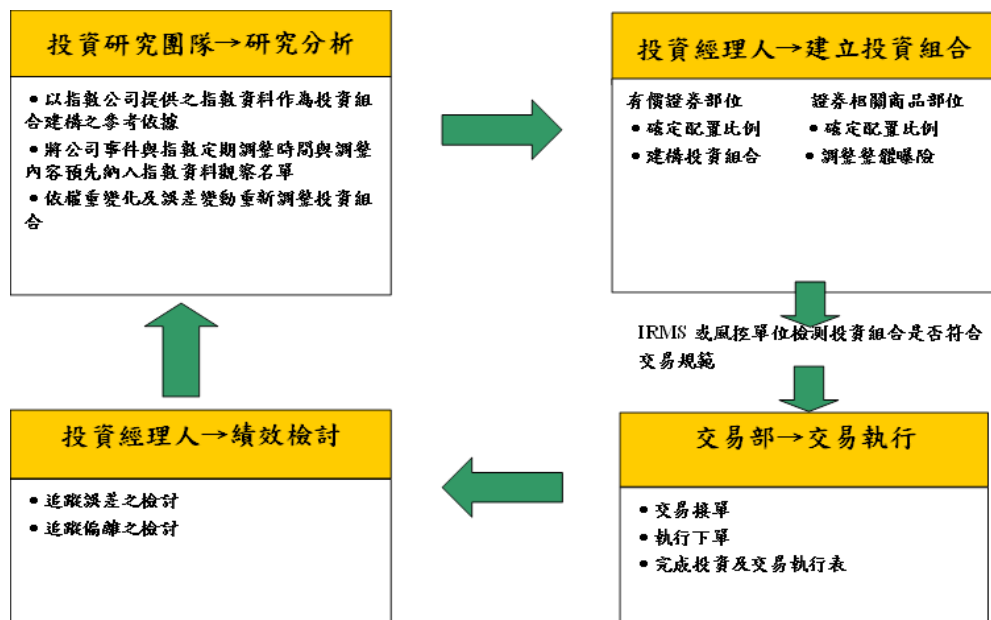 投資研究團隊→研究分析
• 以指數公司提供之指數資料作為投資組
合建構之參考依據
• 將公司事件與指數定期調整時間與調整
內容預先納入指數資料觀察名單
• 依權重變化及誤差變動重新調整投資組
合
投資經理人→建立投資組合
有價證券部位
• 確定配置比例
• 建構投資組合
證券相關商品部位
• 確定配置比例
• 調整整體曝險
IRMS 或風控單位檢測投資組合是否符合
交易規範
交易部→交易執行
• 交易接單
• 執行下單
• 完成投資及交易執行表
投資經理人→績效檢討
• 追蹤誤差之檢討
• 追蹤偏離之檢討